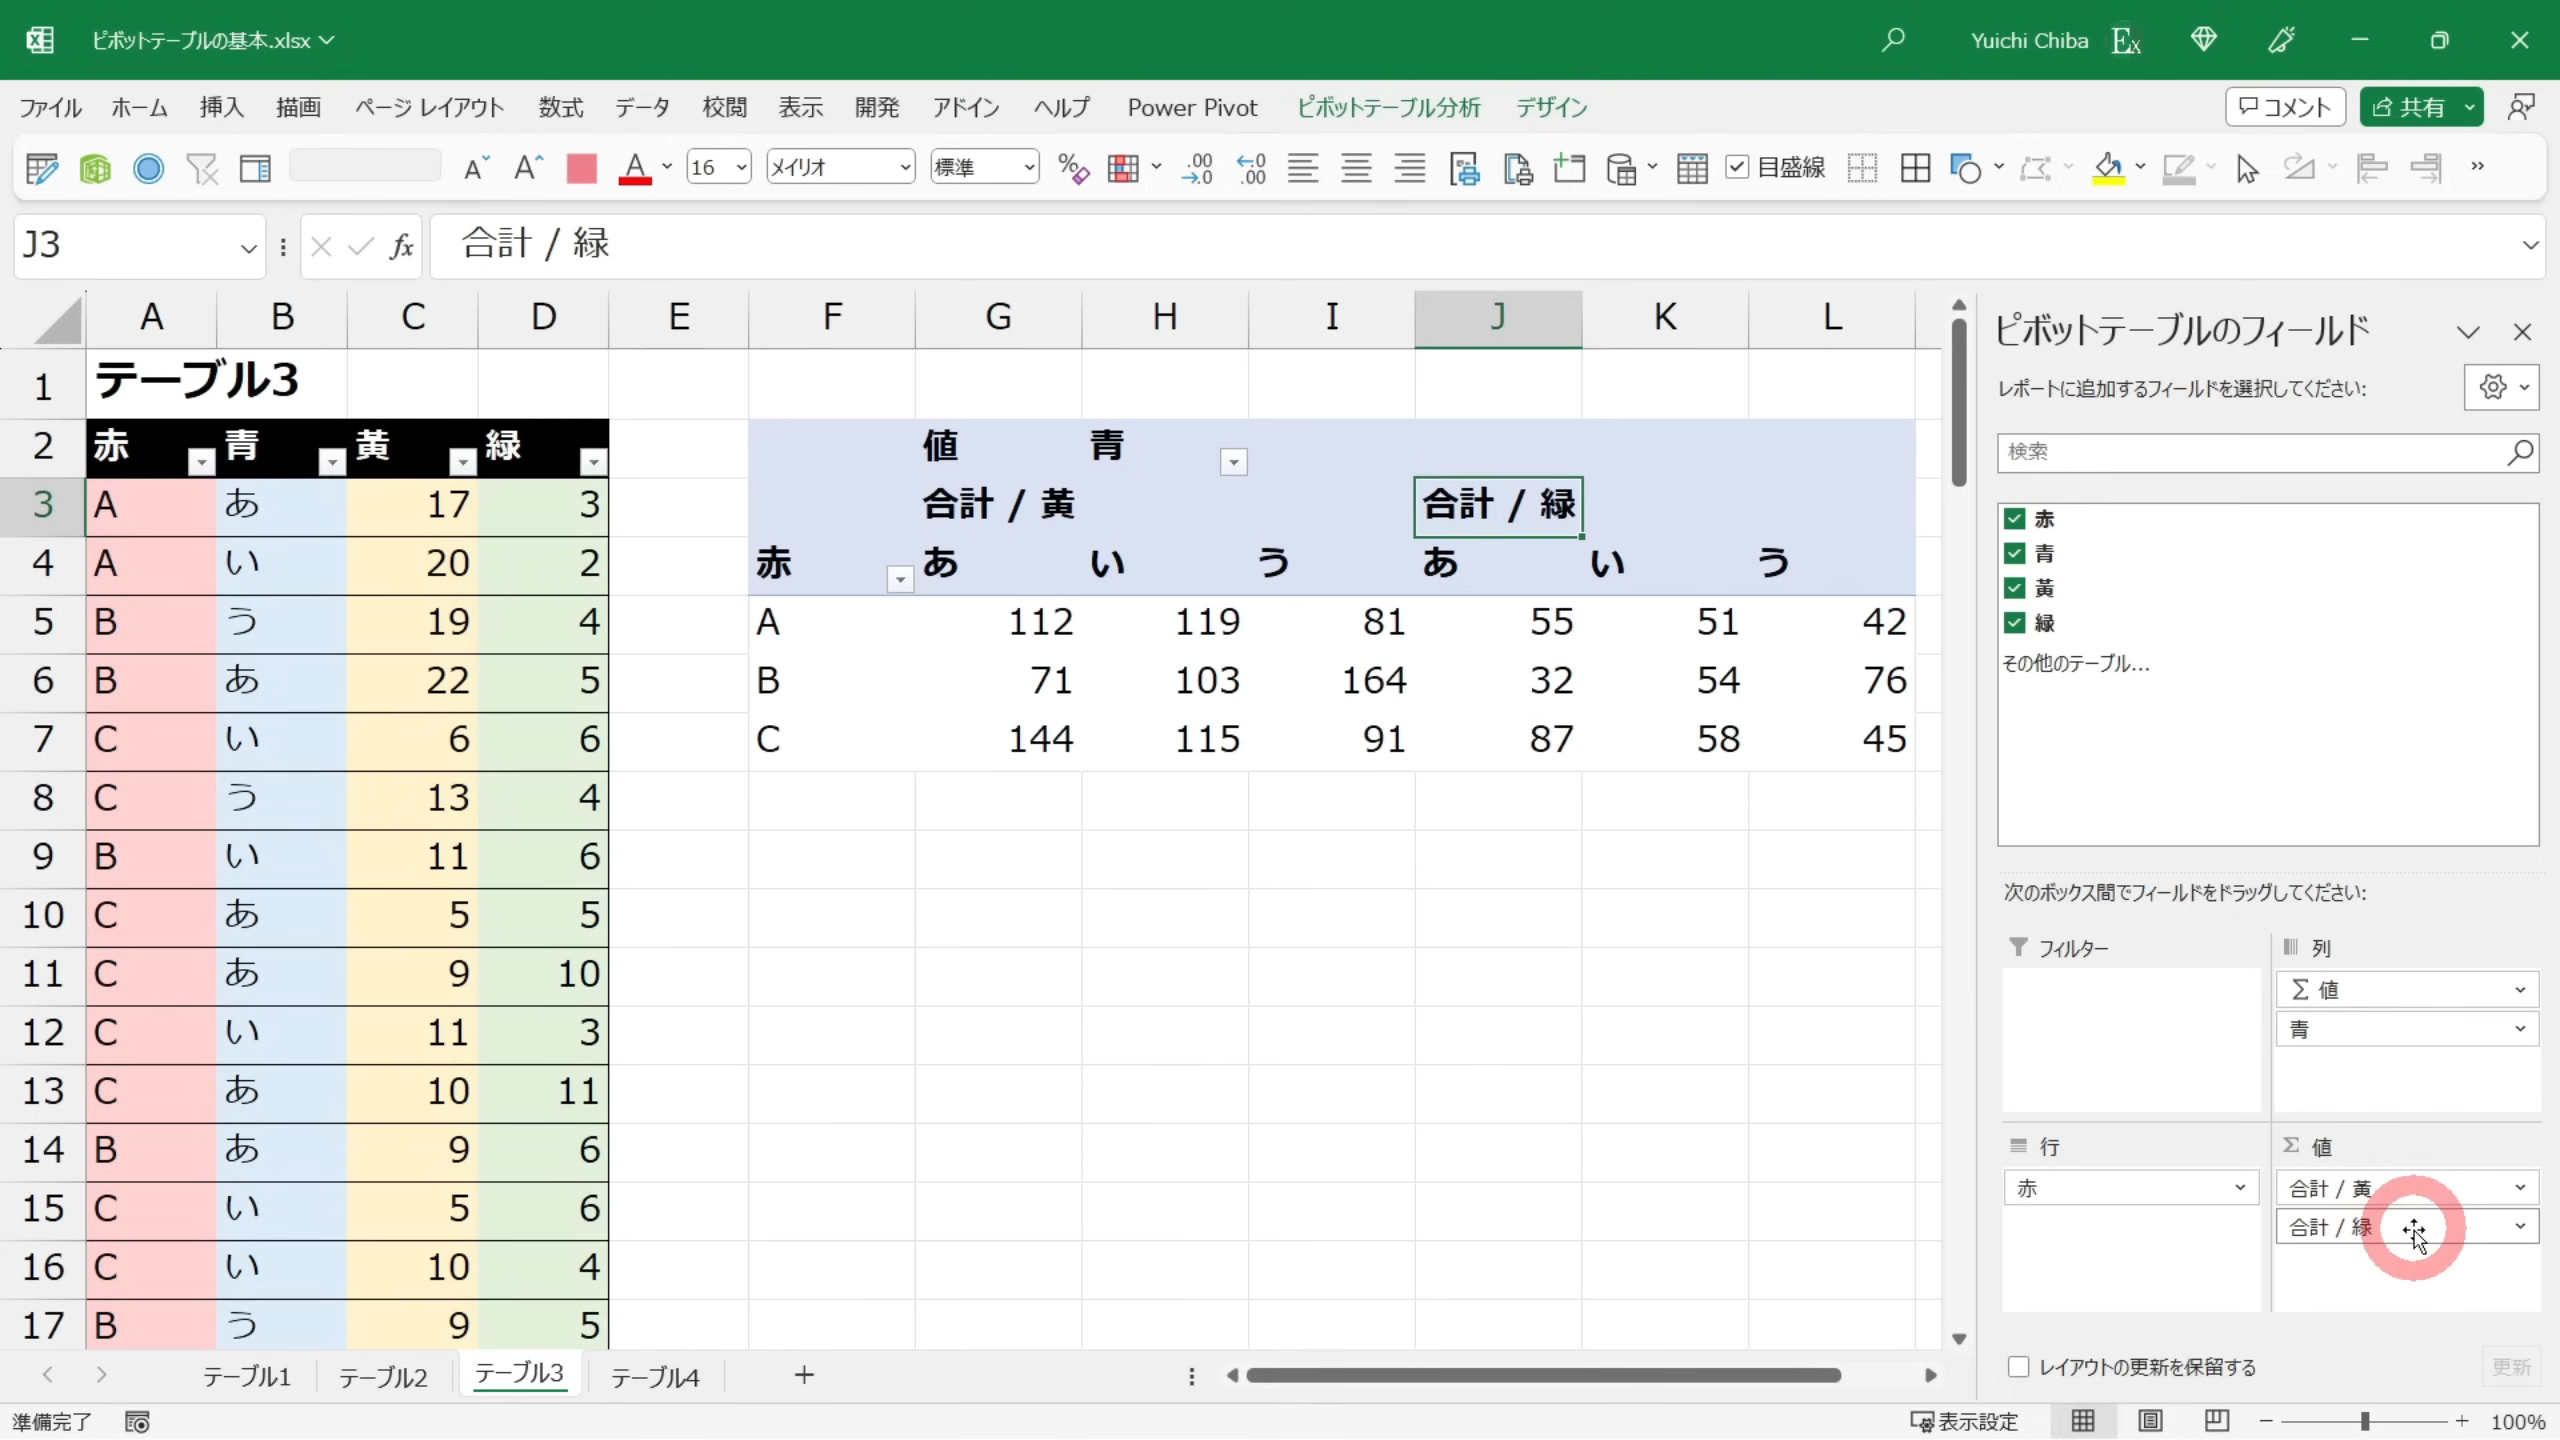 ピボットテーブルの基本.xlsx Yuichi Chiba Ex
ファイル ホーム 挿入 描画 ページ レイアウト 数式 データ 校閲 表示 開発 アドイン ヘルプ Power Pivot ピボットテーブル分析 デザイン コメント 共有
16 メイリオ 標準 目盛線
J3 fx 合計 / 緑
A B C D E F G H I J K L
1 テーブル3
2 赤 青 黄 緑 値 青
3 A あ 17 3 合計 / 黄 合計 / 緑
4 A い 20 2 赤 あ い う あ い う
5 B う 19 4 A 112 119 81 55 51 42
6 B あ 22 5 B 71 103 164 32 54 76
7 C い 6 6 C 144 115 91 87 58 45
8 C う 13 4
9 B い 11 6
10 C あ 5 5
11 C あ 9 10
12 C い 11 3
13 C あ 10 11
14 B あ 9 6
15 C い 5 6
16 C い 10 4
17 B う 9 5
テーブル1 テーブル2 テーブル3 テーブル4
準備完了 表示設定 100%
ピボットテーブルのフィールド
レポートに追加するフィールドを選択してください:
検索
赤
青
黄
緑
その他のテーブル...
次のボックス間でフィールドをドラッグしてください:
フィルター
列
Σ 値
青
行
赤
Σ 値
合計 / 黄
合計 / 緑
レイアウトの更新を保留する 更新